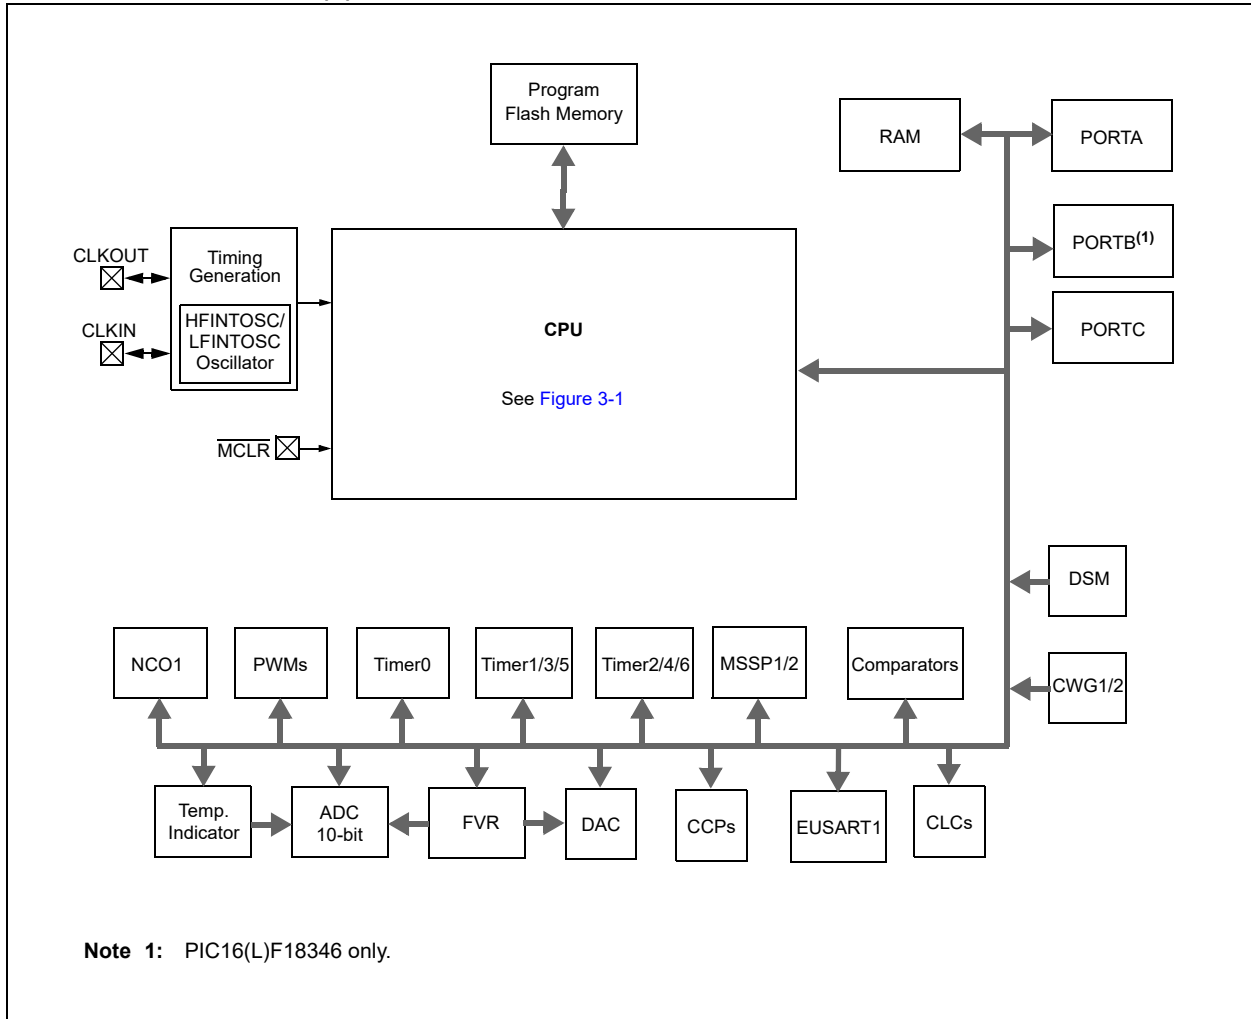 Program
Flash Memory
RAM
PORTA
PORTB(1)
PORTC
CLKOUT
Timing
Generation
HFINTOSC/
LFINTOSC
Oscillator
CLKIN
CPU
See Figure 3-1
MCLR
DSM
CWG1/2
NCO1
PWMs
Timer0
Timer1/3/5
Timer2/4/6
MSSP1/2
Comparators
Temp.
Indicator
ADC
10-bit
FVR
DAC
CCPs
EUSART1
CLCs
Note 1: PIC16(L)F18346 only.